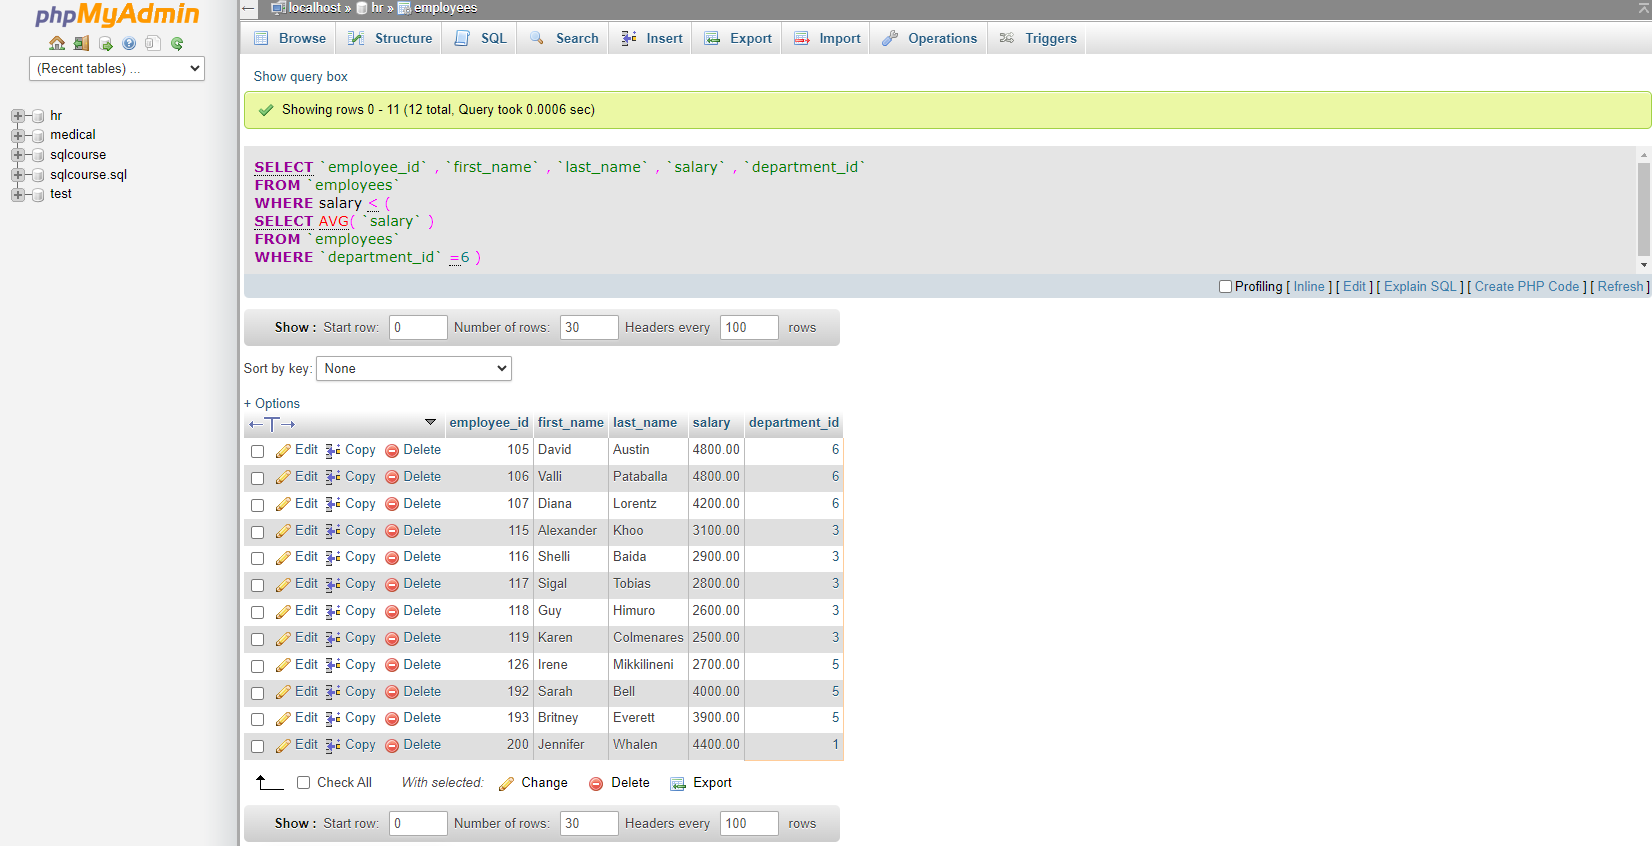 phpMyAdmin
(Recent tables) ...
hr
medical
sqlcourse
sqlcourse.sql
test
localhost » hr » employees
Browse Structure SQL Search Insert Export Import Operations Triggers
Show query box
Showing rows 0 - 11 (12 total, Query took 0.0006 sec)
SELECT `employee_id` , `first_name` , `last_name` , `salary` , `department_id`
FROM `employees`
WHERE salary < (
SELECT AVG( `salary` )
FROM `employees`
WHERE `department_id` =6 )
Profiling [ Inline ] [ Edit ] [ Explain SQL ] [ Create PHP Code ] [ Refresh ]
Show : Start row: 0 Number of rows: 30 Headers every 100 rows
Sort by key: None
+ Options
←T→ employee_id first_name last_name salary department_id
Edit Copy Delete 105 David Austin 4800.00 6
Edit Copy Delete 106 Valli Pataballa 4800.00 6
Edit Copy Delete 107 Diana Lorentz 4200.00 6
Edit Copy Delete 115 Alexander Khoo 3100.00 3
Edit Copy Delete 116 Shelli Baida 2900.00 3
Edit Copy Delete 117 Sigal Tobias 2800.00 3
Edit Copy Delete 118 Guy Himuro 2600.00 3
Edit Copy Delete 119 Karen Colmenares 2500.00 3
Edit Copy Delete 126 Irene Mikkilineni 2700.00 5
Edit Copy Delete 192 Sarah Bell 4000.00 5
Edit Copy Delete 193 Britney Everett 3900.00 5
Edit Copy Delete 200 Jennifer Whalen 4400.00 1
Check All With selected: Change Delete Export
Show : Start row: 0 Number of rows: 30 Headers every 100 rows